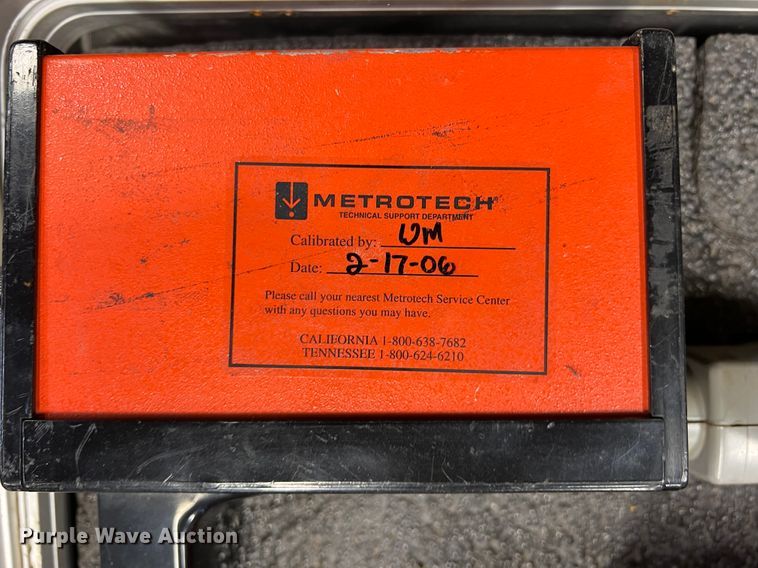 METROTECH
TECHNICAL SUPPORT DEPARTMENT
Calibrated by: WM
Date: 2-17-06
Please call your nearest Metrotech Service Center
with any questions you may have.
CALIFORNIA 1-800-638-7682
TENNESSEE 1-800-624-6210
Purple Wave Auction